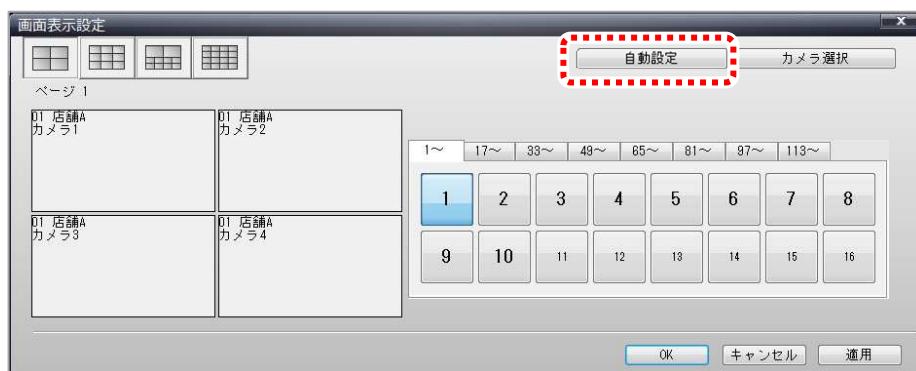 画面表示設定
x
自動設定 カメラ選択
ページ 1
01 店舗A
カメラ1
01 店舗A
カメラ2
01 店舗A
カメラ3
01 店舗A
カメラ4
1～ 17～ 33～ 49～ 65～ 81～ 97～ 113～
1 2 3 4 5 6 7 8
9 10 11 12 13 14 15 16
OK キャンセル 適用